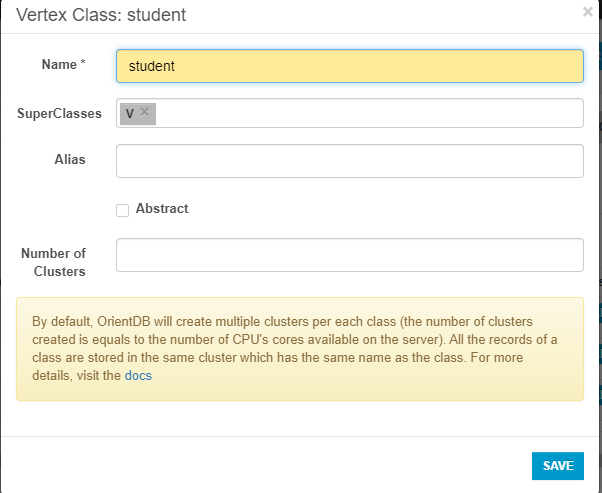 Vertex Class: student
×
Name *
student
SuperClasses
V ×
Alias
Abstract
Number of
Clusters
By default, OrientDB will create multiple clusters per each class (the number of clusters
created is equals to the number of CPU's cores available on the server). All the records of a
class are stored in the same cluster which has the same name as the class. For more
details, visit the docs
SAVE